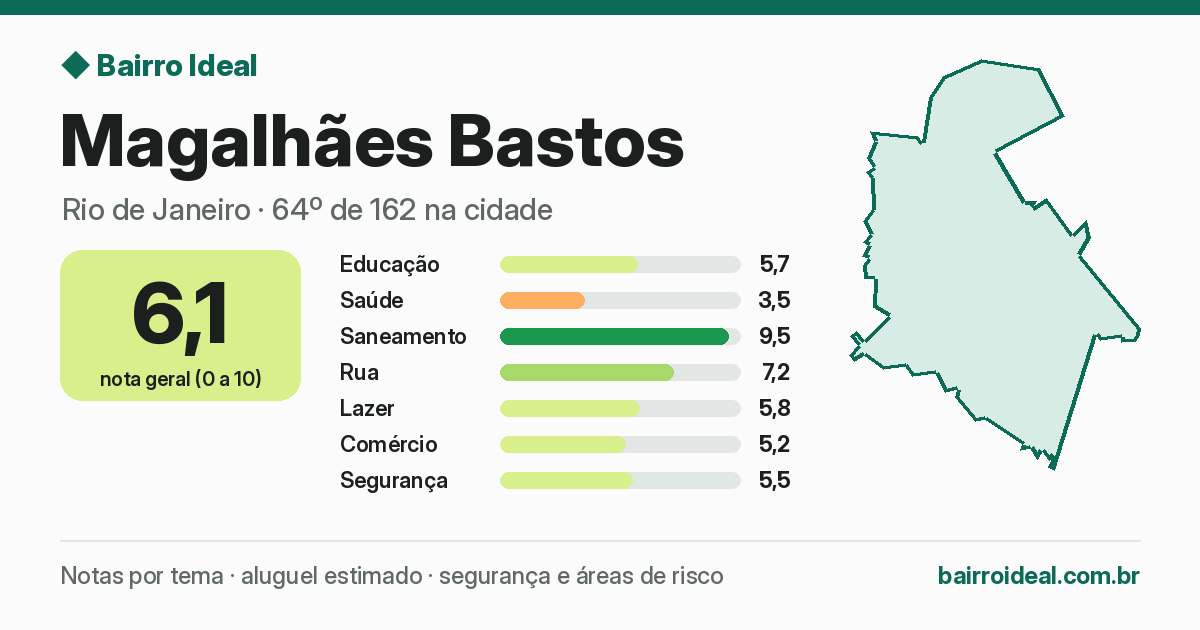 Bairro Ideal
Magalhães Bastos
Rio de Janeiro · 64º de 162 na cidade
6,1
nota geral (0 a 10)
Educação 5,7
Saúde 3,5
Saneamento 9,5
Rua 7,2
Lazer 5,8
Comércio 5,2
Segurança 5,5
Notas por tema · aluguel estimado · segurança e áreas de risco
bairroideal.com.br